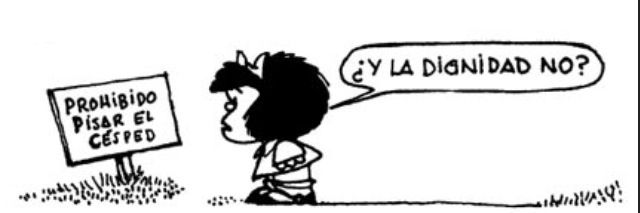 PROHIBIDO
PISAR EL
CÉSPED
¿Y LA DIGNIDAD NO?